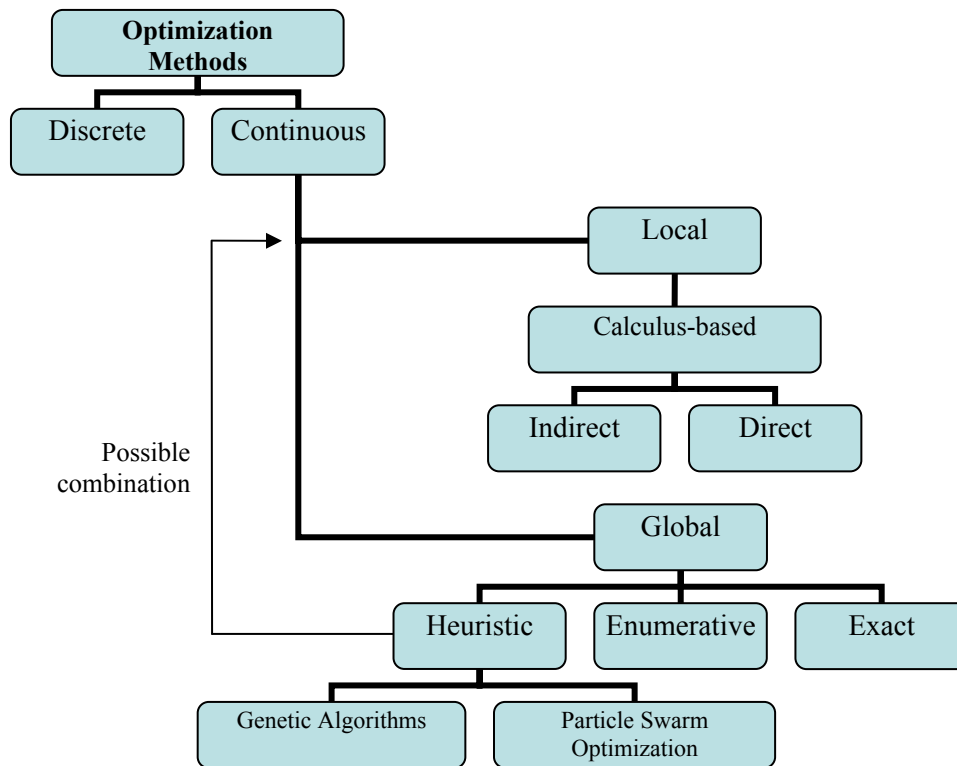 Optimization
Methods
Discrete
Continuous
Local
Calculus-based
Indirect
Direct
Possible
combination
Global
Heuristic
Enumerative
Exact
Genetic Algorithms
Particle Swarm
Optimization